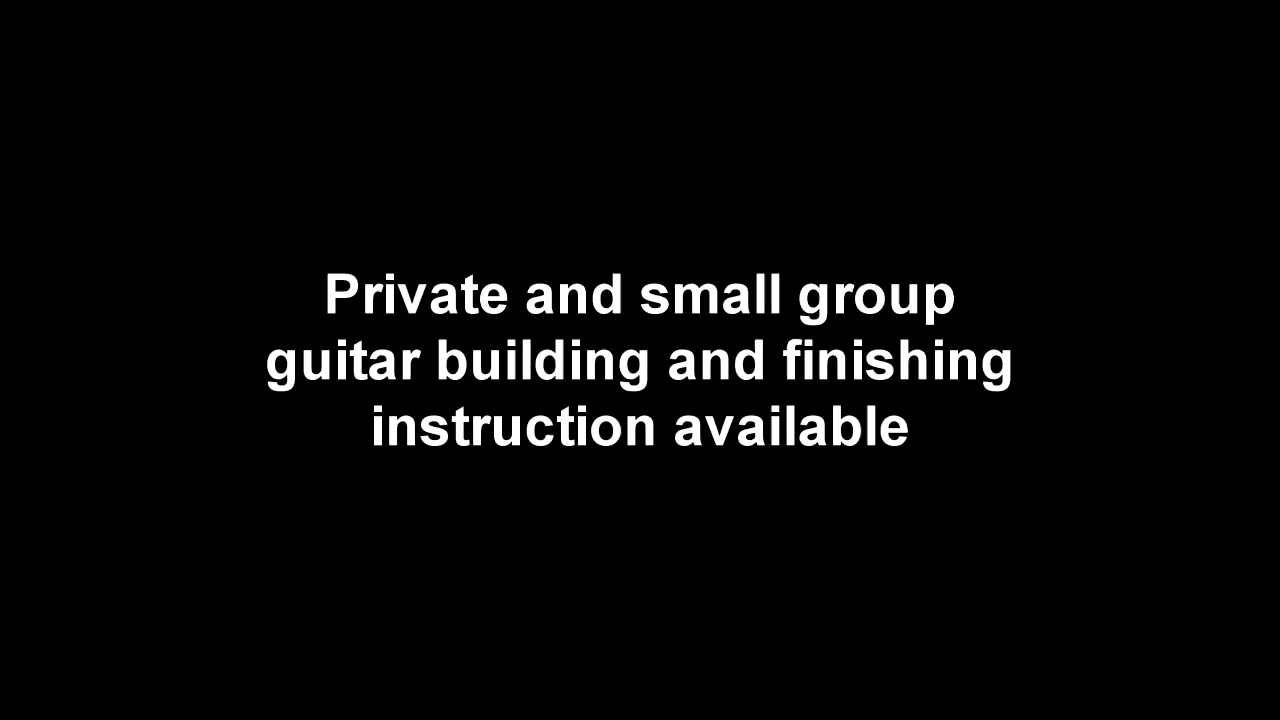 Private and small group
guitar building and finishing
instruction available